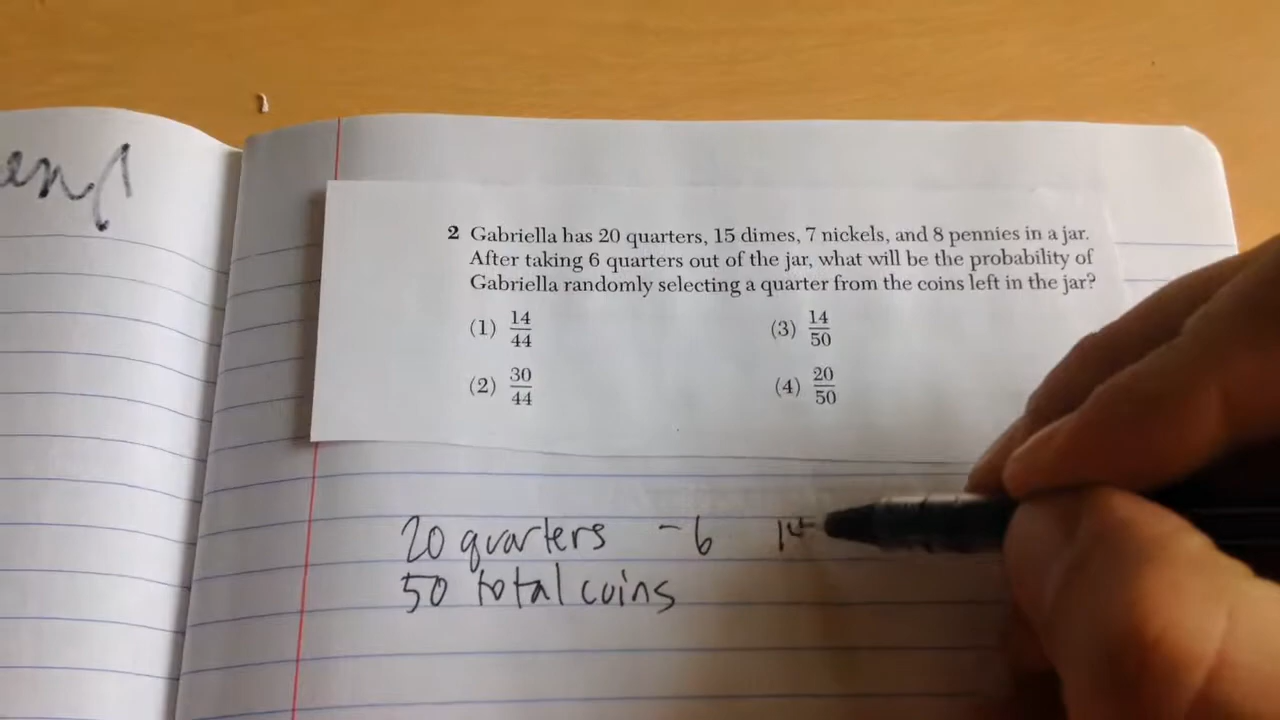 2 Gabriella has 20 quarters, 15 dimes, 7 nickels, and 8 pennies in a jar.
After taking 6 quarters out of the jar, what will be the probability of
Gabriella randomly selecting a quarter from the coins left in the jar?
(1) 14/44 (3) 14/50
(2) 30/44 (4) 20/50
20 quarters -6 14
50 total coins